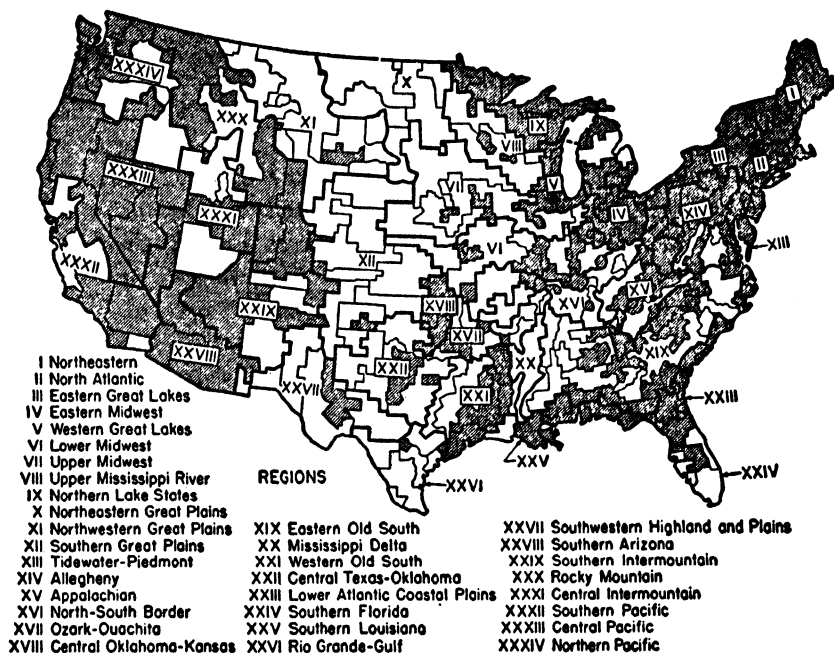 I
X
XXXIV
IX
XI
XXX
VIII
III
II
V
VII
XXXIII
XXXI
IV
XIV
VI
XIII
XII
XXXII
XV
XVIII
XVI
XXIX
XVII
XIX
XXVIII
XX
XXII
XXVII
XXI
XXIII
XXV
XXIV
XXVI
REGIONS
I Northeastern
II North Atlantic
III Eastern Great Lakes
IV Eastern Midwest
V Western Great Lakes
VI Lower Midwest
VII Upper Midwest
VIII Upper Mississippi River
IX Northern Lake States
X Northeastern Great Plains
XI Northwestern Great Plains
XII Southern Great Plains
XIII Tidewater-Piedmont
XIV Allegheny
XV Appalachian
XVI North-South Border
XVII Ozark-Ouachita
XVIII Central Oklahoma-Kansas
XIX Eastern Old South
XX Mississippi Delta
XXI Western Old South
XXII Central Texas-Oklahoma
XXIII Lower Atlantic Coastal Plains
XXIV Southern Florida
XXV Southern Louisiana
XXVI Rio Grande-Gulf
XXVII Southwestern Highland and Plains
XXVIII Southern Arizona
XXIX Southern Intermountain
XXX Rocky Mountain
XXXI Central Intermountain
XXXII Southern Pacific
XXXIII Central Pacific
XXXIV Northern Pacific